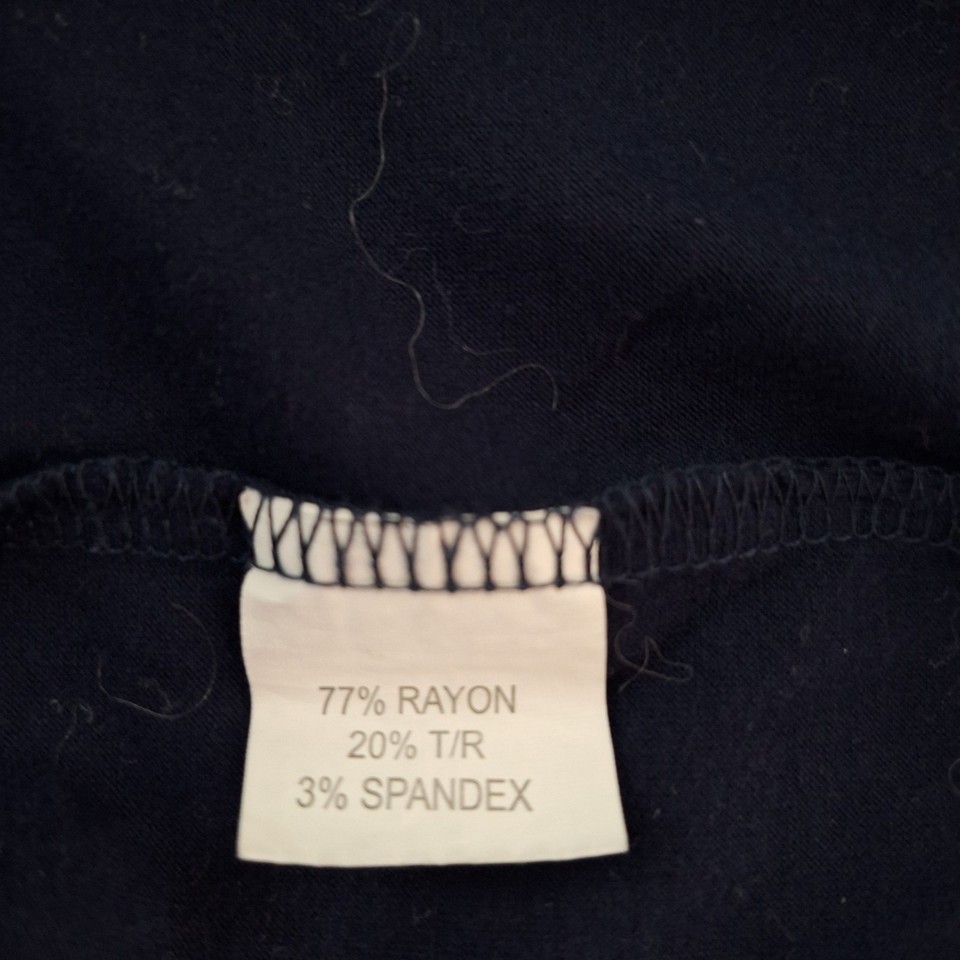 77% RAYON
20% T/R
3% SPANDEX